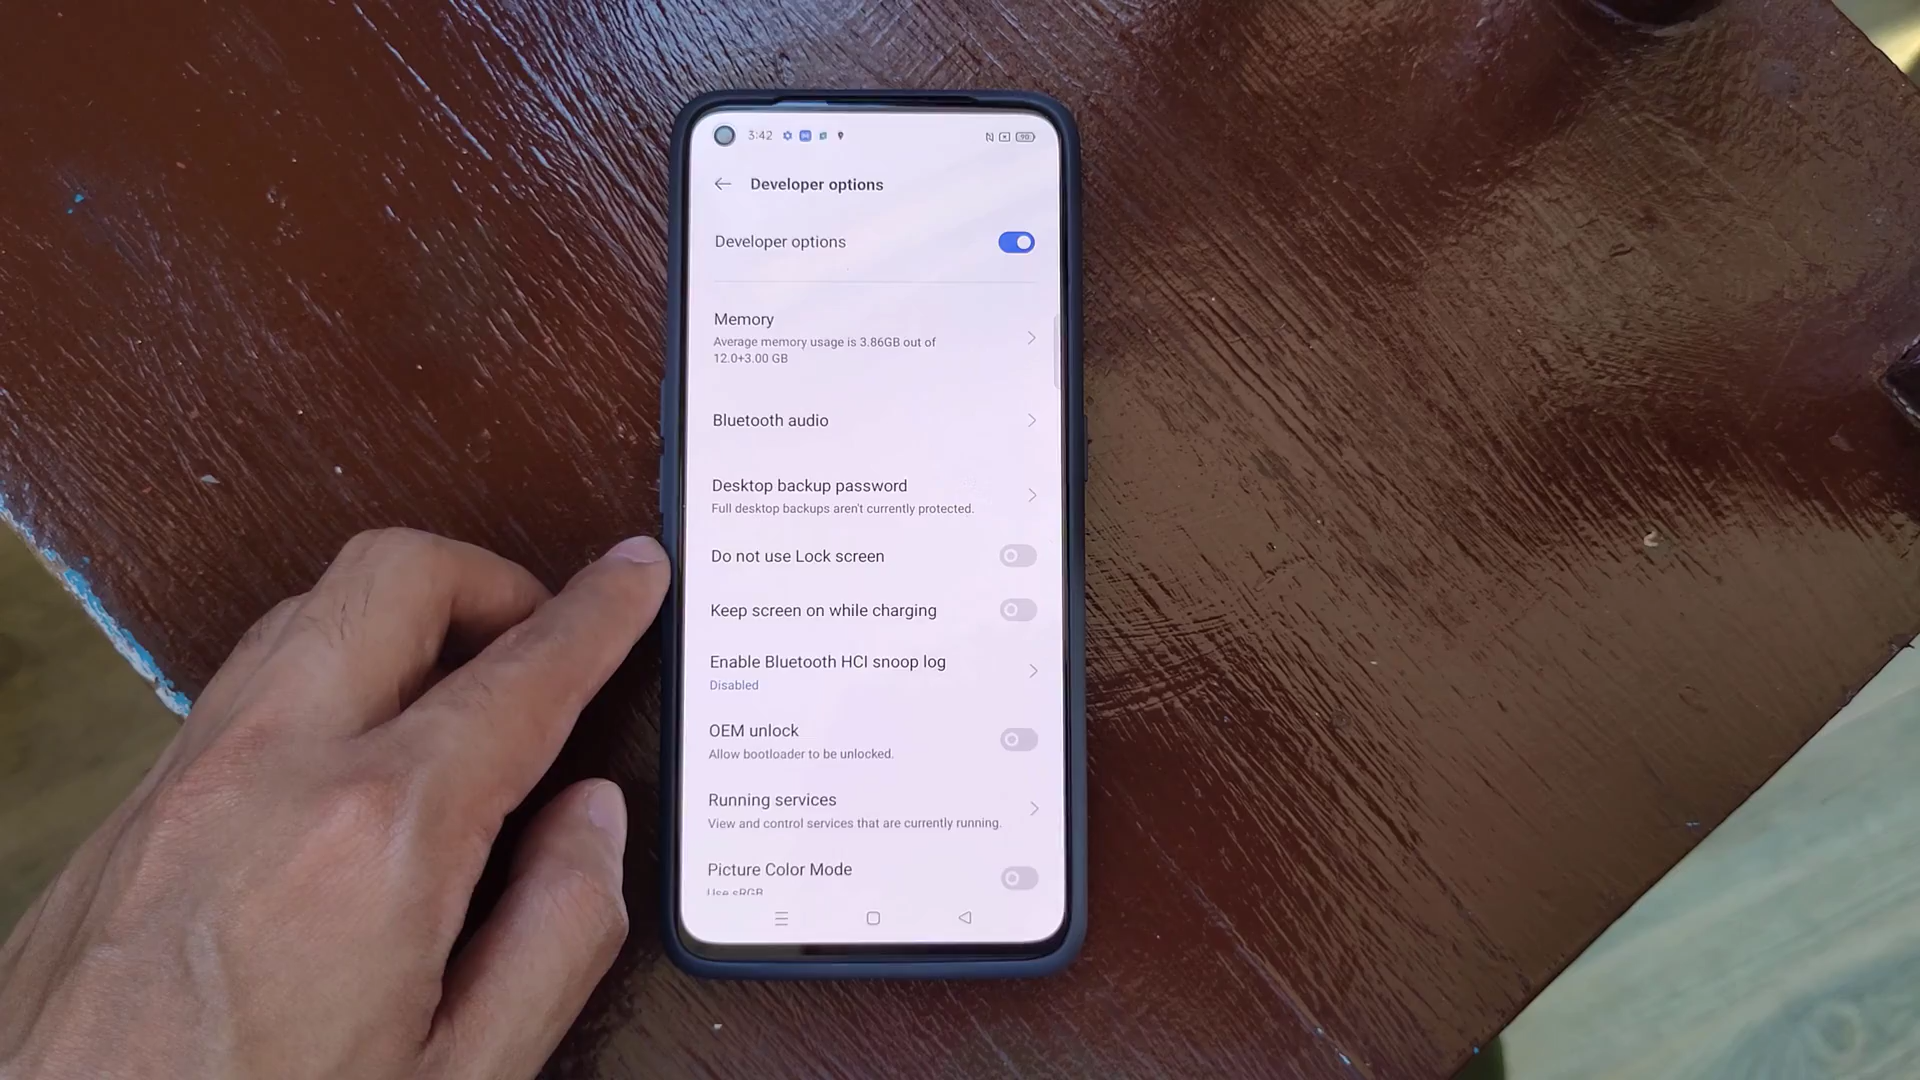 3:42
Developer options
Developer options
Memory
Average memory usage is 3.86GB out of
12.0+3.00 GB
Bluetooth audio
Desktop backup password
Full desktop backups aren't currently protected.
Do not use Lock screen
Keep screen on while charging
Enable Bluetooth HCI snoop log
Disabled
OEM unlock
Allow bootloader to be unlocked.
Running services
View and control services that are currently running.
Picture Color Mode
Use sRGB